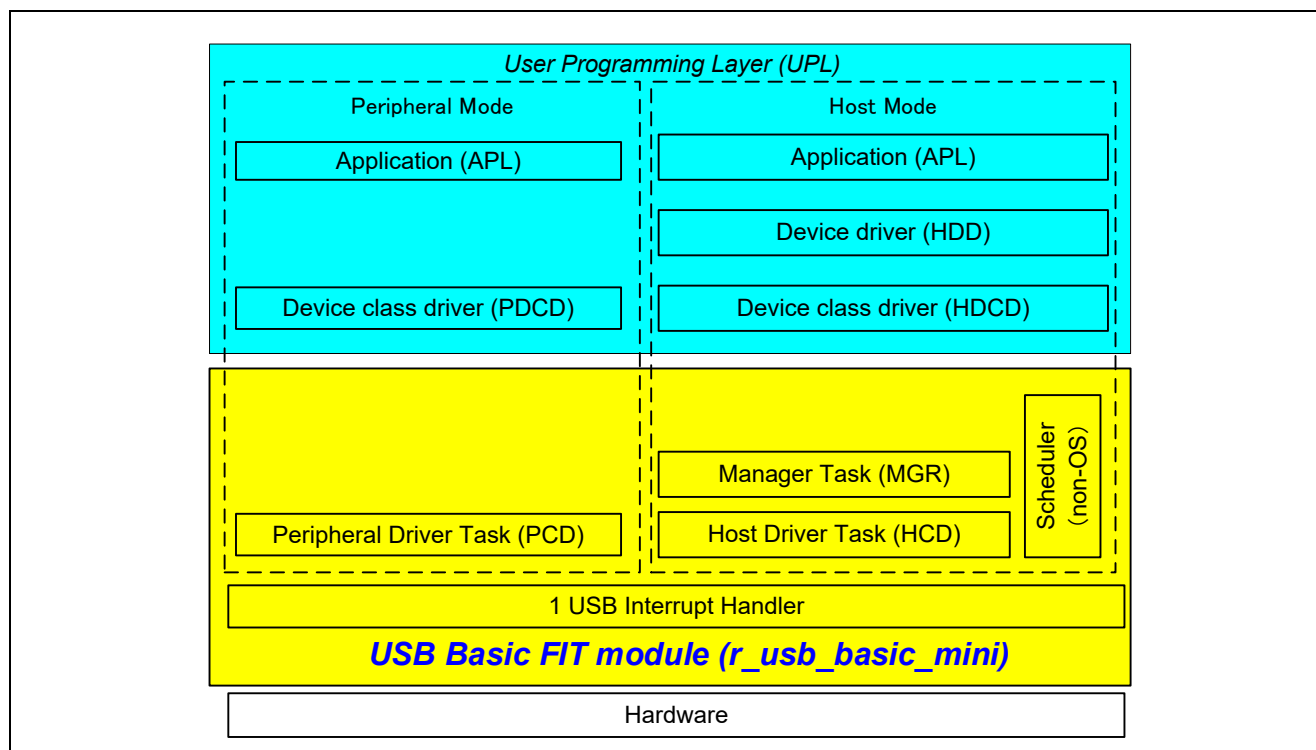 User Programming Layer (UPL)
Peripheral Mode
Host Mode
Application (APL)
Application (APL)
Device driver (HDD)
Device class driver (PDCD)
Device class driver (HDCD)
Scheduler
(non-OS)
Manager Task (MGR)
Peripheral Driver Task (PCD)
Host Driver Task (HCD)
1 USB Interrupt Handler
USB Basic FIT module (r_usb_basic_mini)
Hardware